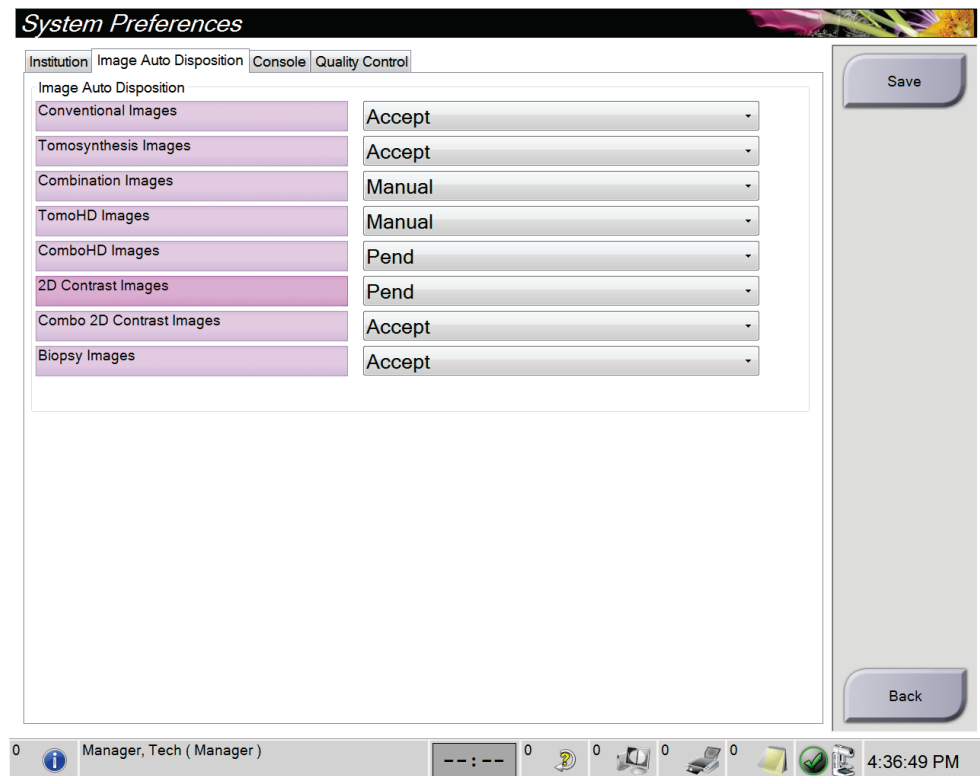 System Preferences
Institution Image Auto Disposition Console Quality Control
Save
Image Auto Disposition
Conventional Images Accept
Tomosynthesis Images Accept
Combination Images Manual
TomoHD Images Manual
ComboHD Images Pend
2D Contrast Images Pend
Combo 2D Contrast Images Accept
Biopsy Images Accept
Back
0 Manager, Tech ( Manager ) --:-- 0 0 0 0 4:36:49 PM